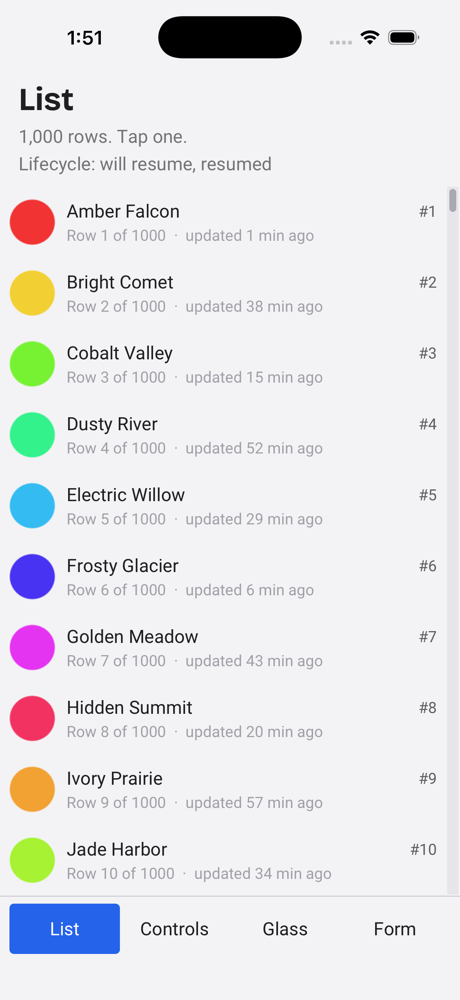 1:51
List
1,000 rows. Tap one.
Lifecycle: will resume, resumed
Amber Falcon #1
Row 1 of 1000 · updated 1 min ago
Bright Comet #2
Row 2 of 1000 · updated 38 min ago
Cobalt Valley #3
Row 3 of 1000 · updated 15 min ago
Dusty River #4
Row 4 of 1000 · updated 52 min ago
Electric Willow #5
Row 5 of 1000 · updated 29 min ago
Frosty Glacier #6
Row 6 of 1000 · updated 6 min ago
Golden Meadow #7
Row 7 of 1000 · updated 43 min ago
Hidden Summit #8
Row 8 of 1000 · updated 20 min ago
Ivory Prairie #9
Row 9 of 1000 · updated 57 min ago
Jade Harbor #10
Row 10 of 1000 · updated 34 min ago
List Controls Glass Form